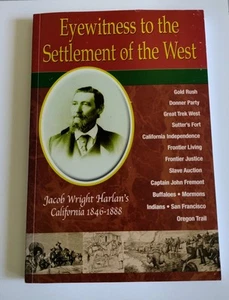 Eyewitness to the
Settlement of the West
Gold Rush
Donner Party
Great Trek West
Sutter's Fort
California Independence
Frontier Living
Frontier Justice
Slave Auction
Captain John Fremont
Buffaloes • Mormons
Indians • San Francisco
Oregon Trail
Jacob Wright Harlan's
California 1846-1888